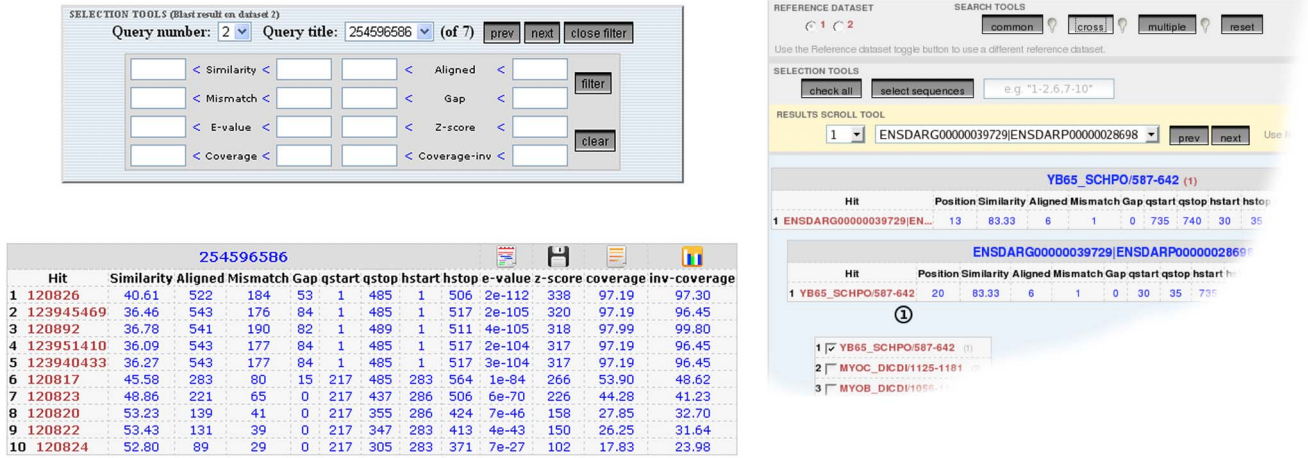 SELECTION TOOLS (Blast result on dataset 2)
Query number: 2 Query title: 254596586 (of 7) prev next close filter
< Similarity < < Aligned <
filter
< Mismatch < < Gap <
< E-value < < Z-score <
clear
< Coverage < < Coverage-inv <
254596586
Hit Similarity Aligned Mismatch Gap qstart qstop hstart hstop e-value z-score coverage inv-coverage
1 120826 40.61 522 184 53 1 485 1 506 2e-112 338 97.19 97.30
2 123945469 36.46 543 176 84 1 485 1 517 2e-105 320 97.19 96.45
3 120892 36.78 541 190 82 1 489 1 511 4e-105 318 97.99 99.80
4 123951410 36.09 543 177 84 1 485 1 517 2e-104 317 97.19 96.45
5 123940433 36.27 543 177 84 1 485 1 517 3e-104 317 97.19 96.45
6 120817 45.58 283 80 15 217 485 283 564 1e-84 266 53.90 48.62
7 120823 48.86 221 65 0 217 437 286 506 6e-70 226 44.28 41.23
8 120820 53.23 139 41 0 217 355 286 424 7e-46 158 27.85 32.70
9 120822 53.43 131 39 0 217 347 283 413 4e-43 150 26.25 31.64
10 120824 52.80 89 29 0 217 305 283 371 7e-27 102 17.83 23.98
REFERENCE DATASET SEARCH TOOLS
1 2 common cross multiple reset
Use the Reference dataset toggle button to use a different reference dataset.
SELECTION TOOLS
check all select sequences e.g. "1-2,6,7-10"
RESULTS SCROLL TOOL
1 ENSDARG00000039729|ENSDARP00000028698 prev next Use
YB65_SCHPO/587-642 (1)
Hit Position Similarity Aligned Mismatch Gap qstart qstop hstart hstop
1 ENSDARG00000039729|EN... 13 83.33 6 1 0 735 740 30 35
ENSDARG00000039729|ENSDARP00000028698
Hit Position Similarity Aligned Mismatch Gap qstart qstop hstart
1 YB65_SCHPO/587-642 20 83.33 6 1 0 30 35 735
①
1 YB65_SCHPO/587-642 (1)
2 MYOC_DICDI/1125-1181
3 MYOB_DICDI/1056-11